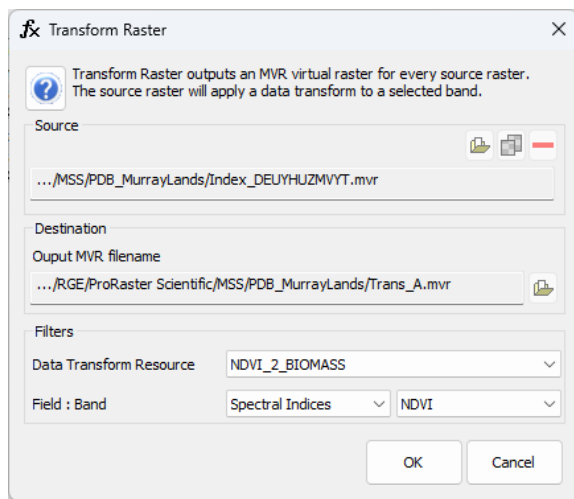 fx Transform Raster
Transform Raster outputs an MVR virtual raster for every source raster.
The source raster will apply a data transform to a selected band.
Source
.../MSS/PDB_MurrayLands/Index_DEUYHUZMVYT.mvr
Destination
Ouput MVR filename
.../RGE/ProRaster Scientific/MSS/PDB_MurrayLands/Trans_A.mvr
Filters
Data Transform Resource NDVI_2_BIOMASS
Field : Band Spectral Indices NDVI
OK Cancel